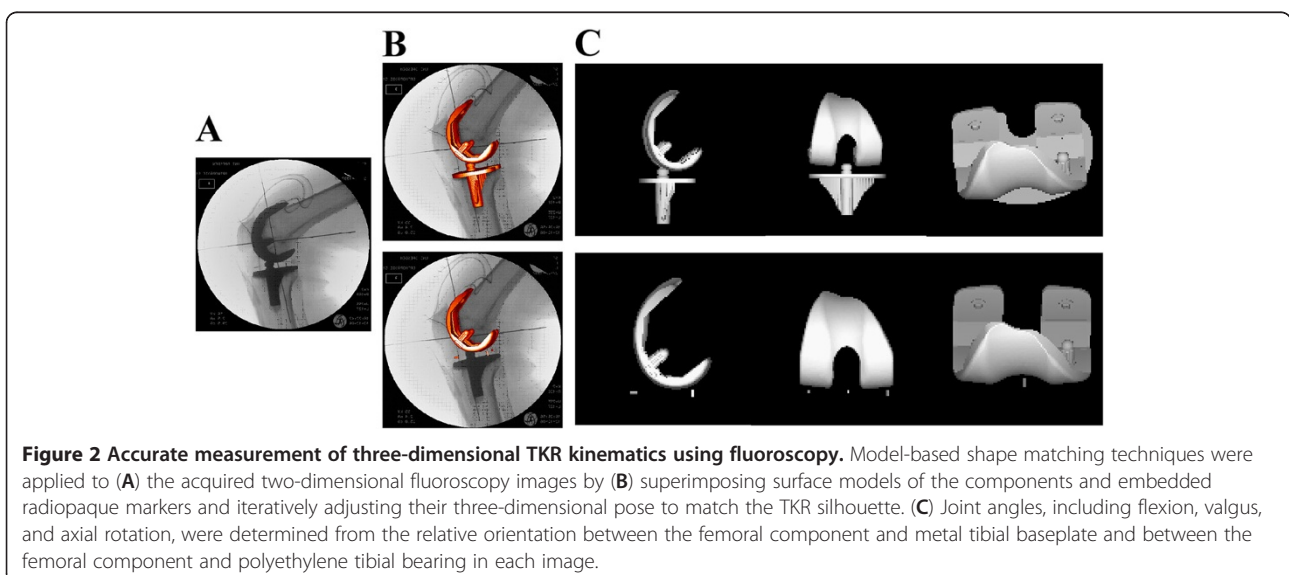 A
B
C
Figure 2 Accurate measurement of three-dimensional TKR kinematics using fluoroscopy. Model-based shape matching techniques were
applied to (A) the acquired two-dimensional fluoroscopy images by (B) superimposing surface models of the components and embedded
radiopaque markers and iteratively adjusting their three-dimensional pose to match the TKR silhouette. (C) Joint angles, including flexion, valgus,
and axial rotation, were determined from the relative orientation between the femoral component and metal tibial baseplate and between the
femoral component and polyethylene tibial bearing in each image.